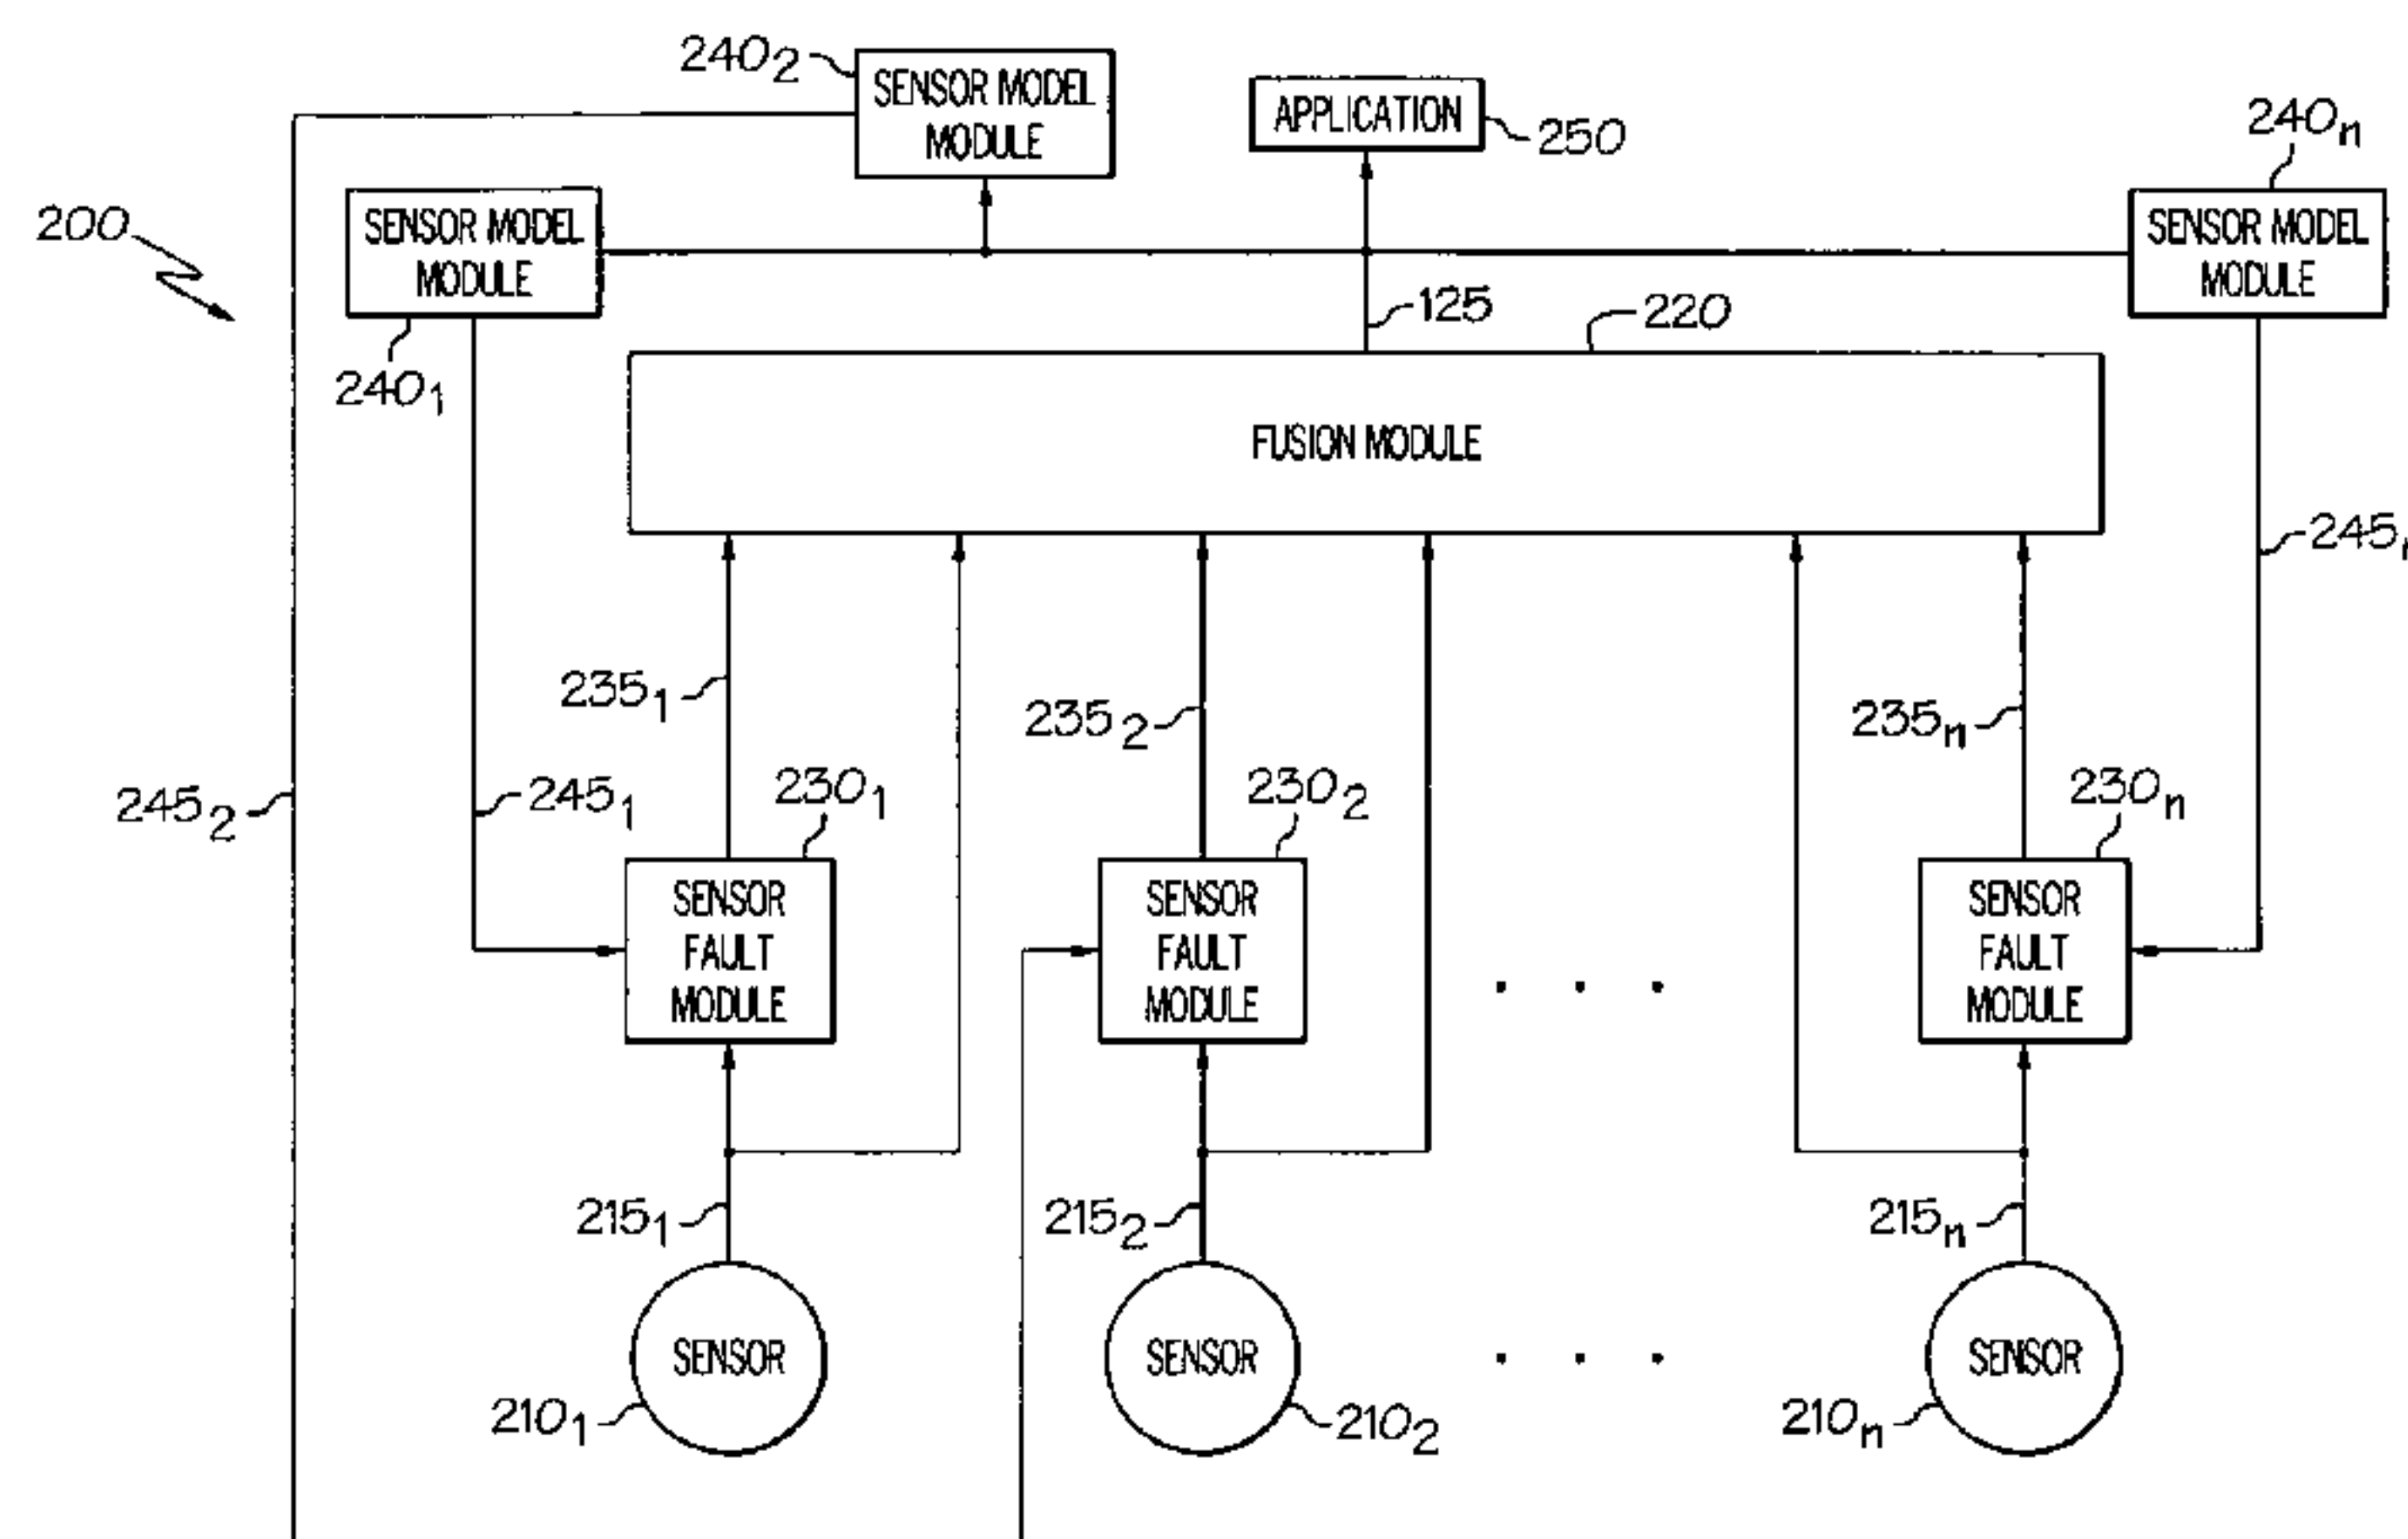 240₂
SENSOR MODEL
MODULE
APPLICATION
250
240ₙ
200
SENSOR MODEL
MODULE
SENSOR MODEL
MODULE
240₁
125
220
FUSION MODULE
245ₙ
235₁
235₂
235ₙ
245₂
245₁
230₁
230₂
230ₙ
SENSOR
FAULT
MODULE
SENSOR
FAULT
MODULE
SENSOR
FAULT
MODULE
215₁
215₂
215ₙ
SENSOR
SENSOR
SENSOR
210₁
210₂
210ₙ